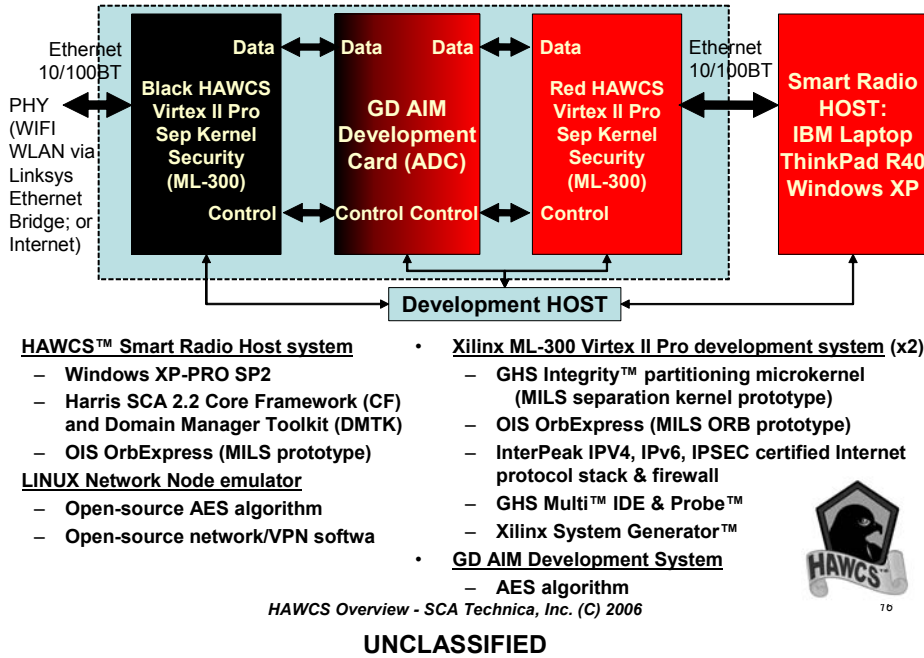 Ethernet
10/100BT
PHY
(WIFI
WLAN via
Linksys
Ethernet
Bridge; or
Internet)
Data
Black HAWCS
Virtex II Pro
Sep Kernel
Security
(ML-300)
Control
Data Data
GD AIM
Development
Card (ADC)
Control Control
Data
Red HAWCS
Virtex II Pro
Sep Kernel
Security
(ML-300)
Control
Ethernet
10/100BT
Smart Radio
HOST:
IBM Laptop
ThinkPad R40
Windows XP
Development HOST
HAWCS™ Smart Radio Host system
– Windows XP-PRO SP2
– Harris SCA 2.2 Core Framework (CF)
and Domain Manager Toolkit (DMTK)
– OIS OrbExpress (MILS prototype)
LINUX Network Node emulator
– Open-source AES algorithm
– Open-source network/VPN softwa
• Xilinx ML-300 Virtex II Pro development system (x2)
– GHS Integrity™ partitioning microkernel
(MILS separation kernel prototype)
– OIS OrbExpress (MILS ORB prototype)
– InterPeak IPV4, IPv6, IPSEC certified Internet
protocol stack & firewall
– GHS Multi™ IDE & Probe™
– Xilinx System Generator™
• GD AIM Development System
– AES algorithm
HAWCS™
HAWCS Overview - SCA Technica, Inc. (C) 2006
16
UNCLASSIFIED